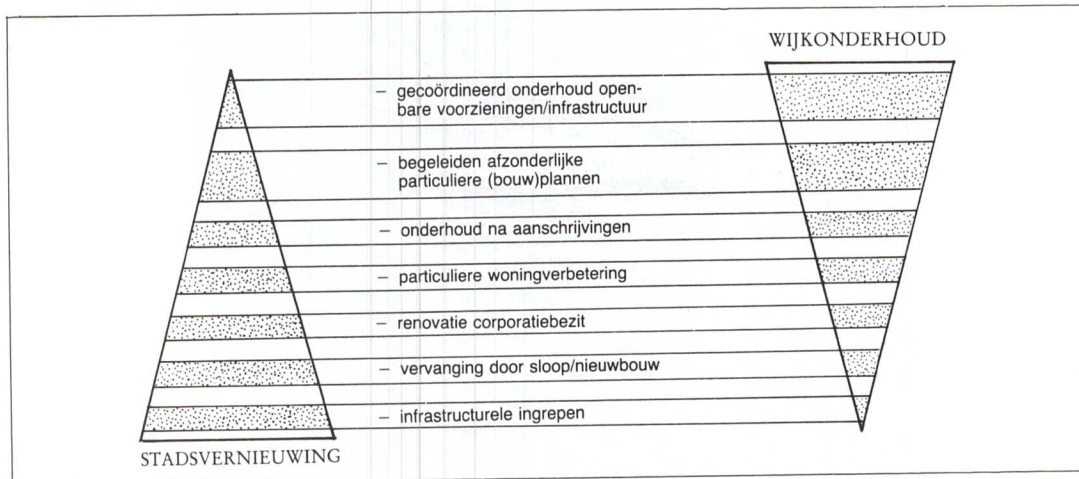 WIJKONDERHOUD
– gecoördineerd onderhoud open-
bare voorzieningen/infrastructuur
– begeleiden afzonderlijke
particuliere (bouw)plannen
– onderhoud na aanschrijvingen
– particuliere woningverbetering
– renovatie corporatiebezit
– vervanging door sloop/nieuwbouw
– infrastructurele ingrepen
STADSVERNIEUWING